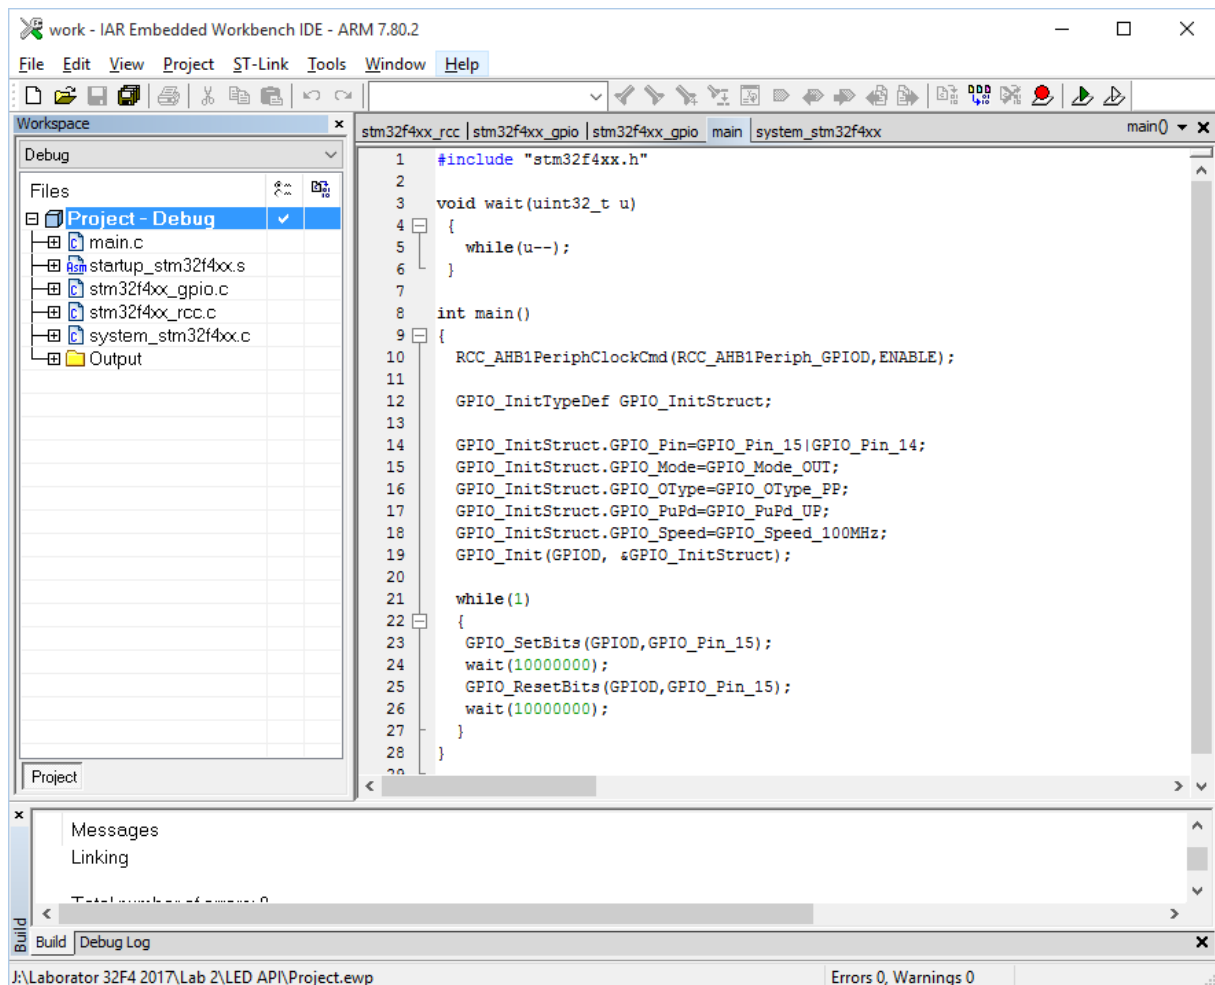 work - IAR Embedded Workbench IDE - ARM 7.80.2
File Edit View Project ST-Link Tools Window Help
Workspace
stm32f4xx_rcc stm32f4xx_gpio stm32f4xx_gpio main system_stm32f4xx main()
Debug
Files
Project - Debug
main.c
startup_stm32f4xx.s
stm32f4xx_gpio.c
stm32f4xx_rcc.c
system_stm32f4xx.c
Output
Project
1 #include "stm32f4xx.h"
2
3 void wait(uint32_t u)
4 {
5 while(u--);
6 }
7
8 int main()
9 {
10 RCC_AHB1PeriphClockCmd(RCC_AHB1Periph_GPIOD,ENABLE);
11
12 GPIO_InitTypeDef GPIO_InitStruct;
13
14 GPIO_InitStruct.GPIO_Pin=GPIO_Pin_15|GPIO_Pin_14;
15 GPIO_InitStruct.GPIO_Mode=GPIO_Mode_OUT;
16 GPIO_InitStruct.GPIO_OType=GPIO_OType_PP;
17 GPIO_InitStruct.GPIO_PuPd=GPIO_PuPd_UP;
18 GPIO_InitStruct.GPIO_Speed=GPIO_Speed_100MHz;
19 GPIO_Init(GPIOD, &GPIO_InitStruct);
20
21 while(1)
22 {
23 GPIO_SetBits(GPIOD,GPIO_Pin_15);
24 wait(10000000);
25 GPIO_ResetBits(GPIOD,GPIO_Pin_15);
26 wait(10000000);
27 }
28 }
29
Messages
Linking
Total number of errors: 0
Build
Build Debug Log
J:\Laborator 32F4 2017\Lab 2\LED API\Project.ewp Errors 0, Warnings 0